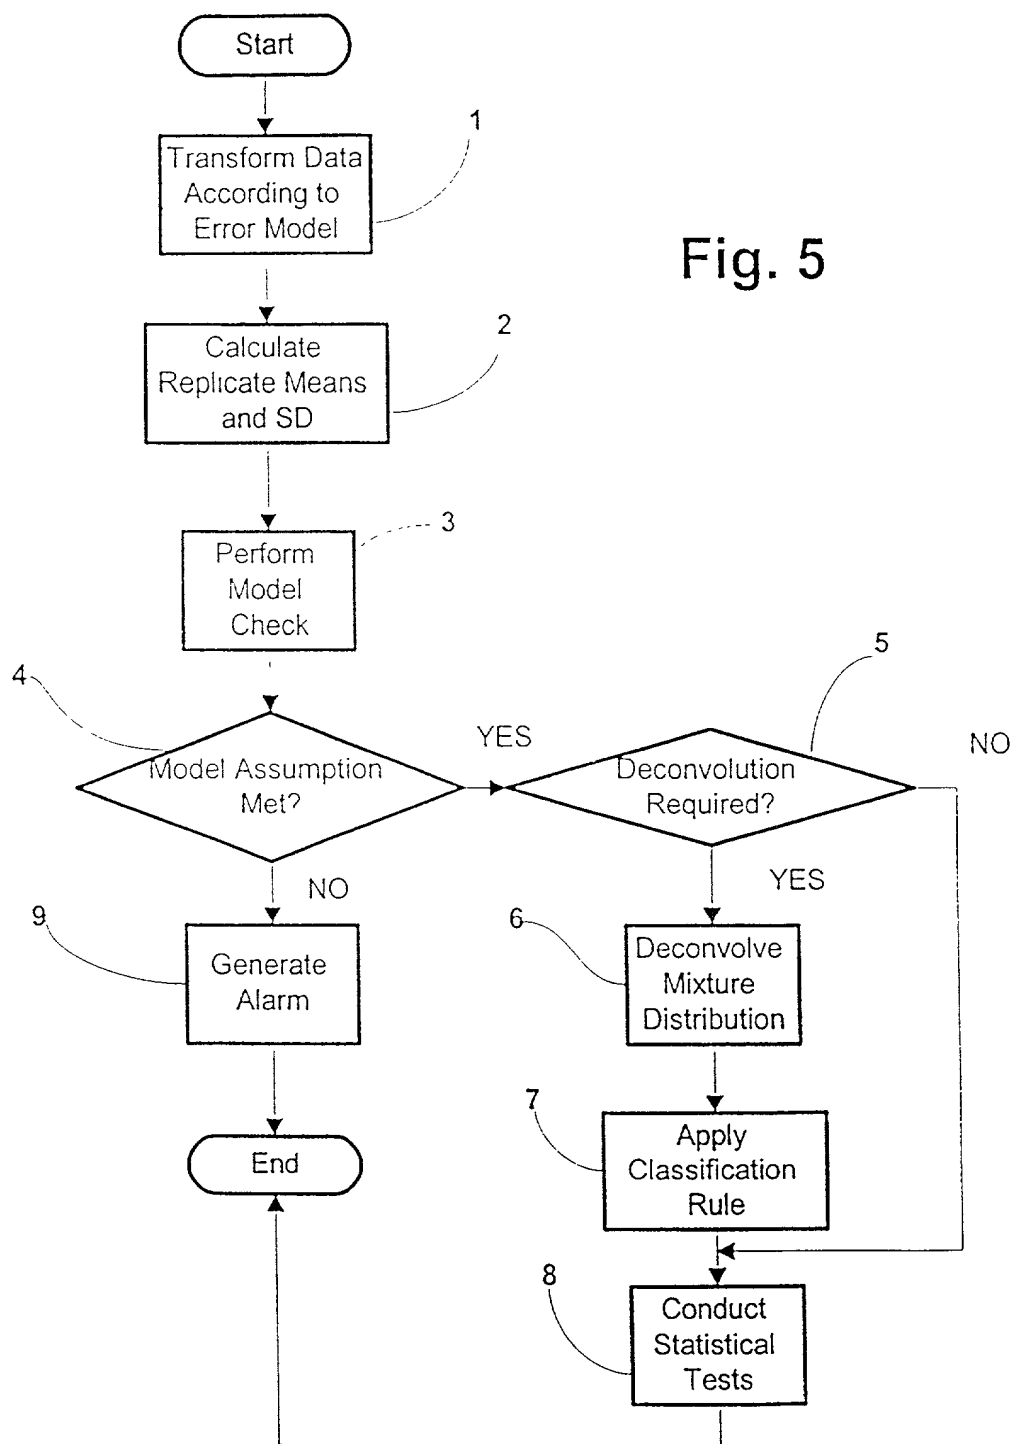 Start
1
Transform Data
According to
Error Model
Fig. 5
2
Calculate
Replicate Means
and SD
3
Perform
Model
Check
4
Model Assumption
Met?
YES
5
Deconvolution
Required?
NO
NO
YES
9
Generate
Alarm
6
Deconvolve
Mixture
Distribution
7
Apply
Classification
Rule
End
8
Conduct
Statistical
Tests